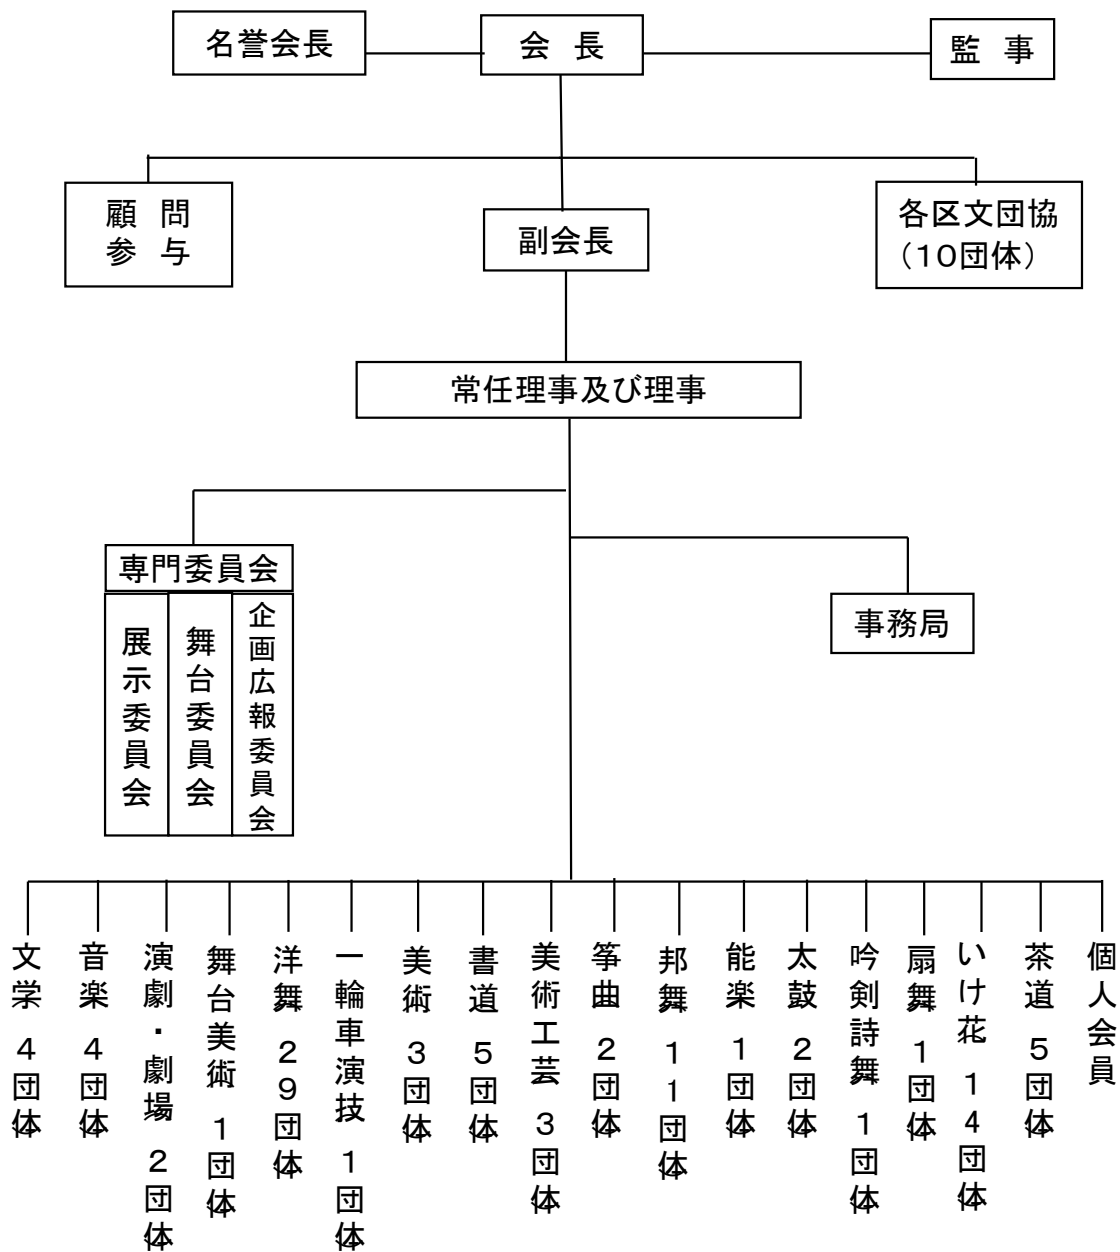 名誉会長
会 長
監 事
顧 問
参 与
副会長
各区文団協
（１０団体）
常任理事及び理事
専門委員会
展示委員会
舞台委員会
企画広報委員会
事務局
文学 ４団体
音楽 ４団体
演劇・劇場 ２団体
舞台美術 １団体
洋舞 ２９団体
一輪車演技 １団体
美術 ３団体
書道 ５団体
美術工芸 ３団体
筝曲 ２団体
邦舞 １１団体
能楽 １団体
太鼓 ２団体
吟剣詩舞 １団体
扇舞 １団体
いけ花 １４団体
茶道 ５団体
個人会員